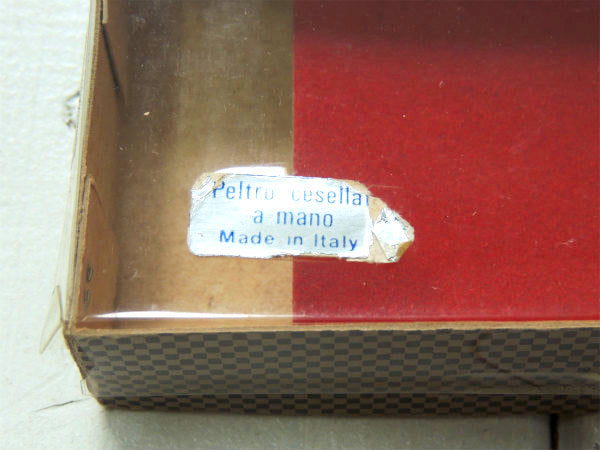 Peltro cesellat
a mano
Made in Italy